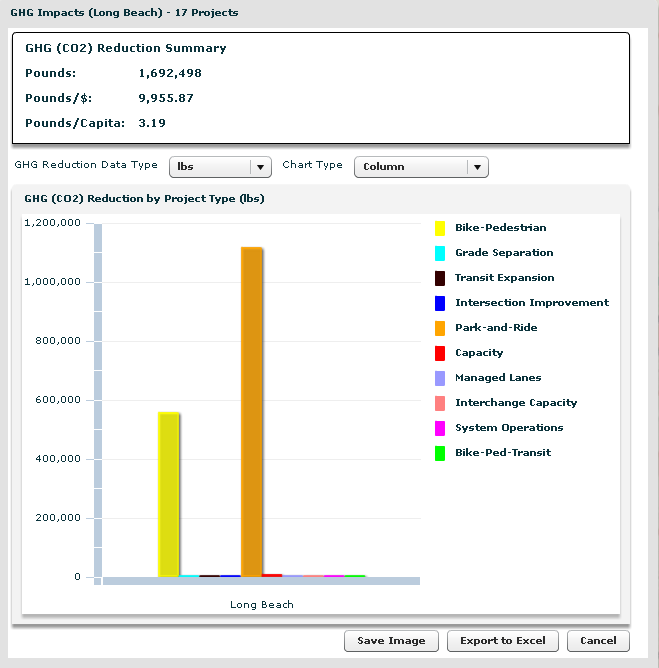 GHG Impacts (Long Beach) - 17 Projects
GHG (CO2) Reduction Summary
Pounds: 1,692,498
Pounds/$: 9,955.87
Pounds/Capita: 3.19
GHG Reduction Data Type lbs Chart Type Column
GHG (CO2) Reduction by Project Type (lbs)
1,200,000
1,000,000
800,000
600,000
400,000
200,000
0
Long Beach
Bike-Pedestrian
Grade Separation
Transit Expansion
Intersection Improvement
Park-and-Ride
Capacity
Managed Lanes
Interchange Capacity
System Operations
Bike-Ped-Transit
Save Image Export to Excel Cancel